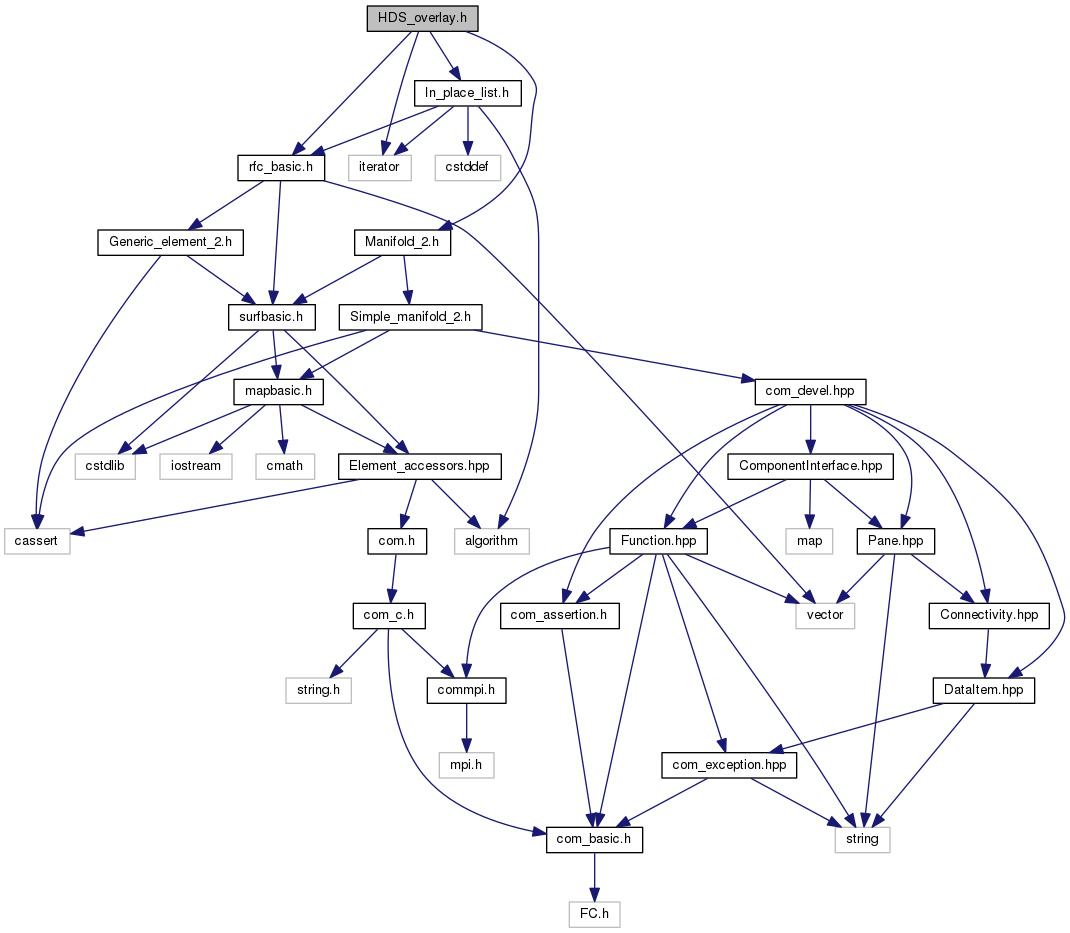 HDS_overlay.h
In_place_list.h
rfc_basic.h
iterator
cstddef
Generic_element_2.h
Manifold_2.h
surfbasic.h
Simple_manifold_2.h
mapbasic.h
com_devel.hpp
cstdlib
iostream
cmath
Element_accessors.hpp
ComponentInterface.hpp
cassert
com.h
algorithm
Function.hpp
map
Pane.hpp
com_c.h
com_assertion.h
vector
Connectivity.hpp
string.h
commpi.h
DataItem.hpp
mpi.h
com_exception.hpp
com_basic.h
string
FC.h